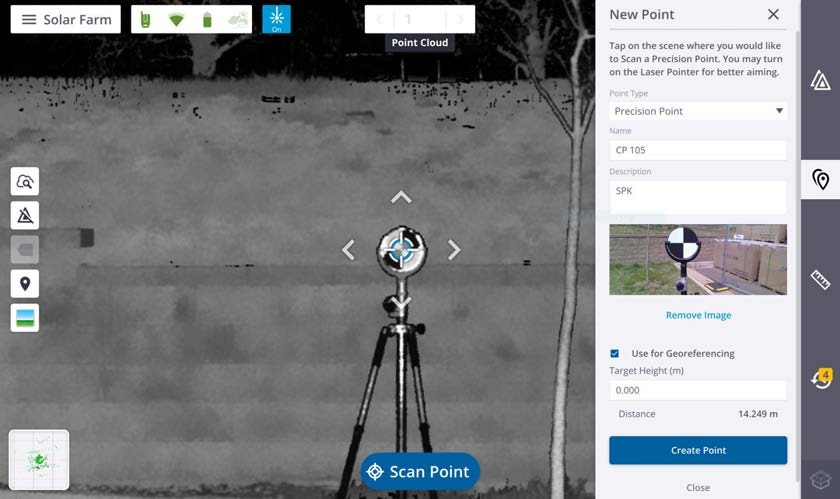 Solar Farm
On
1
Point Cloud
Scan Point
New Point
Tap on the scene where you would like
to Scan a Precision Point. You may turn
on the Laser Pointer for better aiming.
Point Type
Precision Point
Name
CP 105
Description
SPK
Remove Image
Use for Georeferencing
Target Height (m)
0.000
Distance 14.249 m
Create Point
Close
4